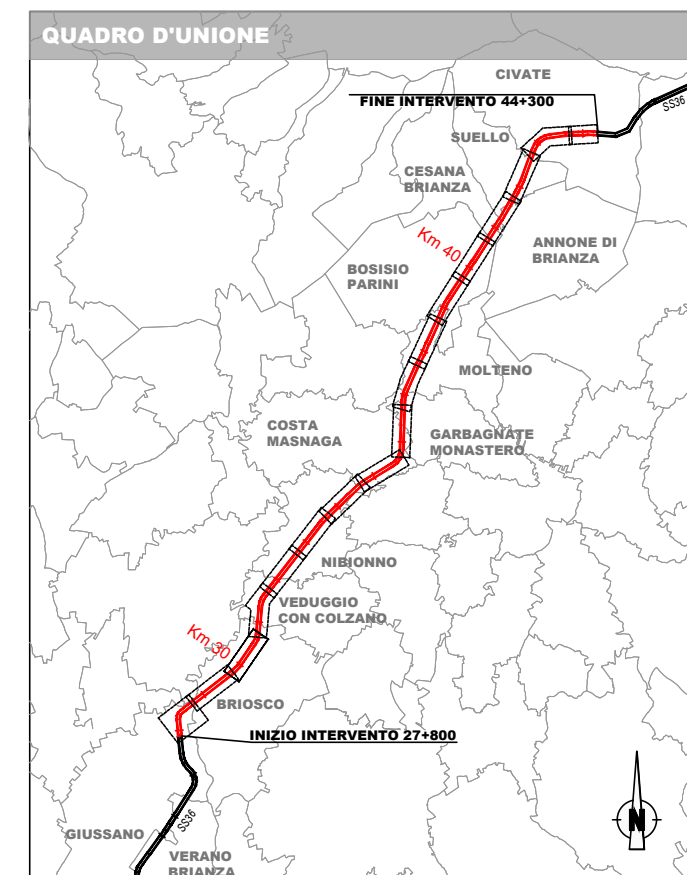 QUADRO D'UNIONE
CIVATE
FINE INTERVENTO 44+300
SS36
SUELLO
CESANA
BRIANZA
Km 40
ANNONE DI
BRIANZA
BOSISIO
PARINI
MOLTENO
COSTA
MASNAGA
GARBAGNATE
MONASTERO
NIBIONNO
VEDUGGIO
CON COLZANO
Km 30
BRIOSCO
INIZIO INTERVENTO 27+800
SS36
GIUSSANO
N
VERANO
BRIANZA